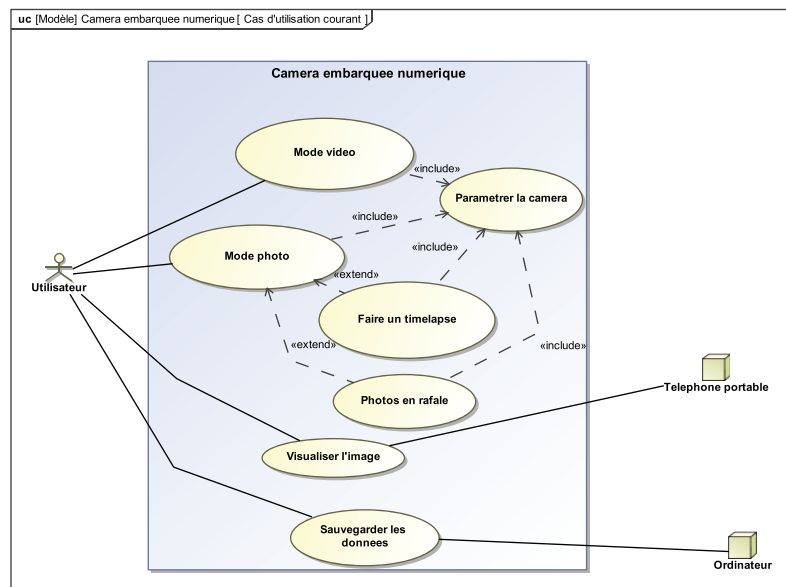 uc [Modèle] Camera embarquee numerique [ Cas d'utilisation courant ]
Camera embarquee numerique
Mode video
«include»
Parametrer la camera
«include»
Mode photo
«include»
«extend»
Utilisateur
Faire un timelapse
«extend»
«include»
Telephone portable
Photos en rafale
Visualiser l'image
Sauvegarder les
donnees
Ordinateur